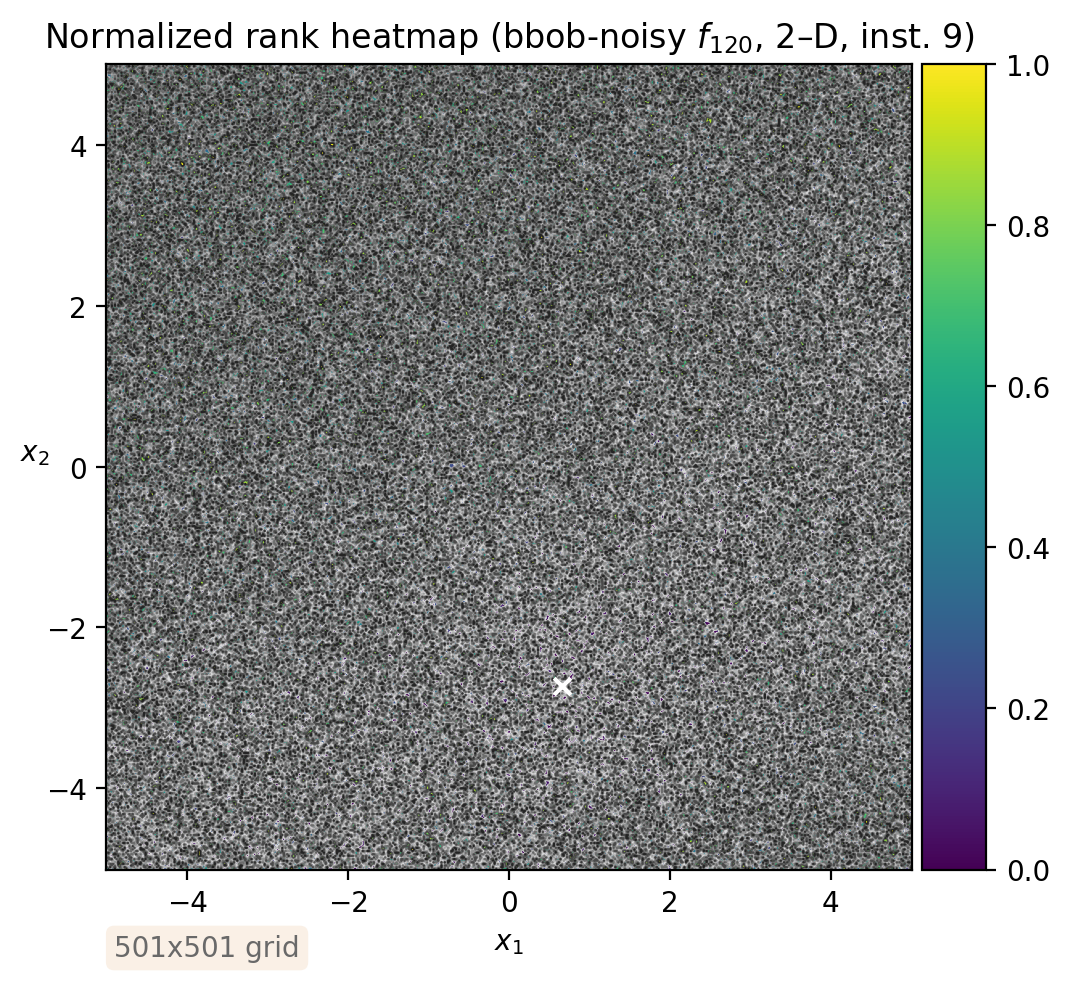 Normalized rank heatmap (bbob-noisy f120, 2–D, inst. 9)
1.0
0.8
0.6
0.4
0.2
0.0
4
2
0
−2
−4
x2
−4 −2 0 2 4
x1
501x501 grid